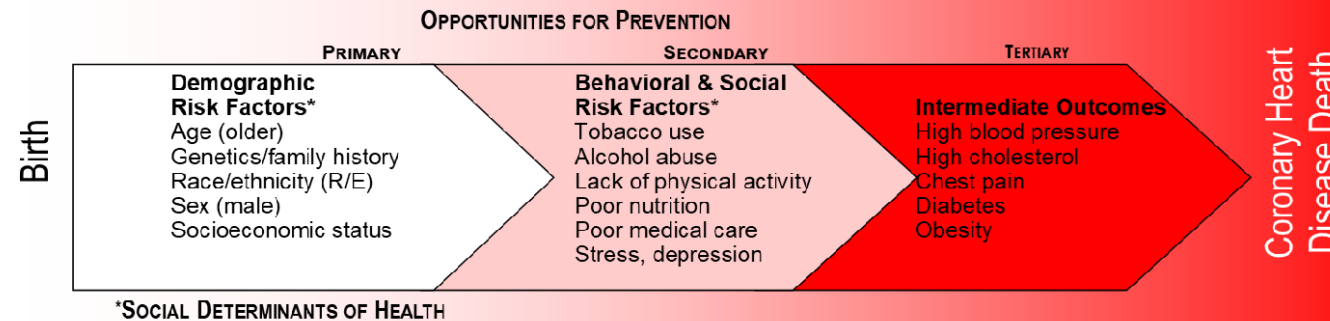 OPPORTUNITIES FOR PREVENTION
PRIMARY
SECONDARY
TERTIARY
Birth
Demographic
Risk Factors*
Age (older)
Genetics/family history
Race/ethnicity (R/E)
Sex (male)
Socioeconomic status
Behavioral & Social
Risk Factors*
Tobacco use
Alcohol abuse
Lack of physical activity
Poor nutrition
Poor medical care
Stress, depression
Intermediate Outcomes
High blood pressure
High cholesterol
Chest pain
Diabetes
Obesity
Coronary Heart
Disease Death
*SOCIAL DETERMINANTS OF HEALTH